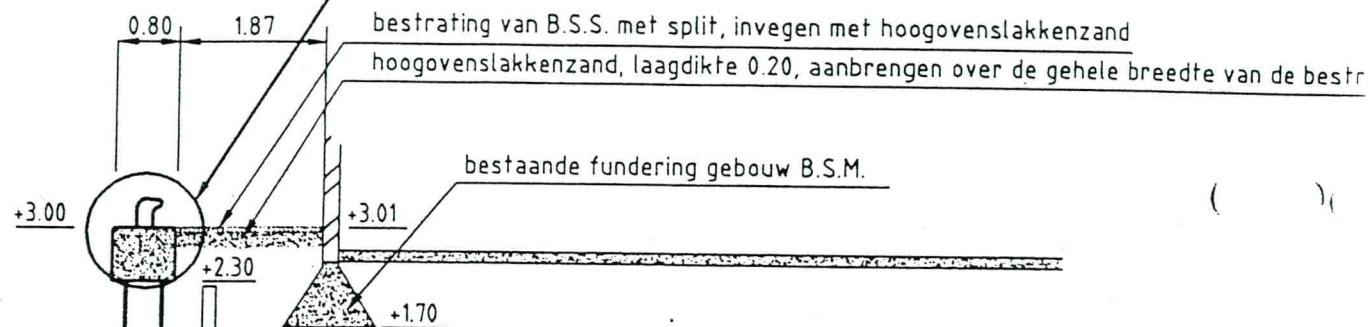 0.80 1.87 bestrating van B.S.S. met split, invegen met hoogovenslakkenzand
hoogovenslakkenzand, laagdikte 0.20, aanbrengen over de gehele breedte van de bestr
bestaande fundering gebouw B.S.M.
+3.00 +3.01
+2.30
+1.70